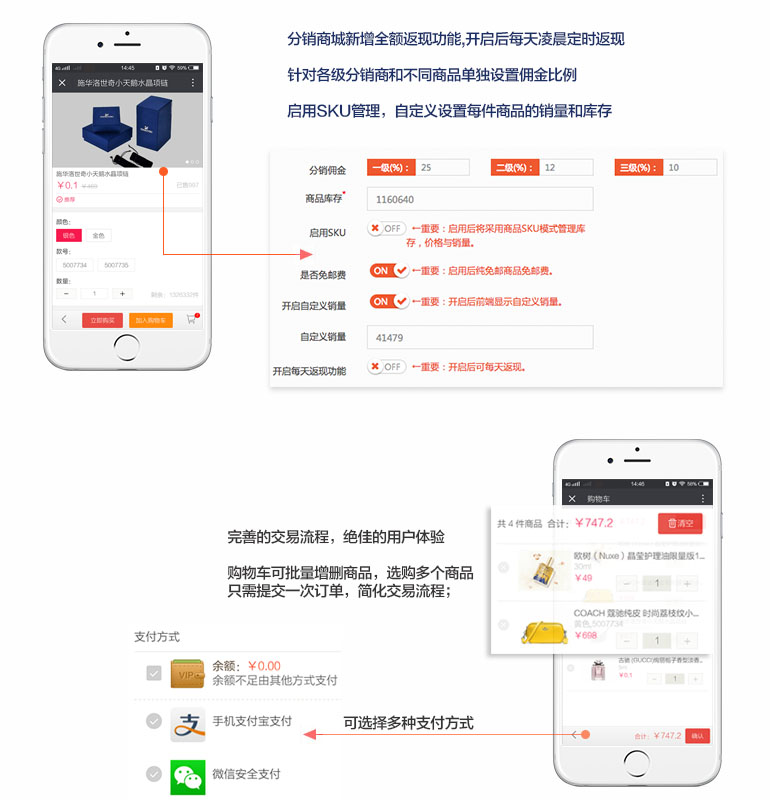 分销商城新增全额返现功能,开启后每天凌晨定时返现
针对各级分销商和不同商品单独设置佣金比例
启用SKU管理，自定义设置每件商品的销量和库存
14:45
施华洛世奇小天鹅水晶项链
施华洛世奇小天鹅水晶项链
￥0.1
推荐
颜色:
银色 金色
款号:
5007734 5007735
数量:
− 1 +
立即购买 加入购物车
分销佣金 一级(%)： 25 二级(%)： 12 三级(%)： 10
商品库存* 1160640
启用SKU OFF ←重要：启用后将采用商品SKU模式管理库
存，价格与销量。
是否免邮费 ON ←重要：启用后纯免邮商品免邮费。
开启自定义销量 ON ←重要：开启后前端显示自定义销量。
自定义销量 41479
开启每天返现功能 OFF ←重要：开启后可每天返现。
完善的交易流程，绝佳的用户体验
购物车可批量增删商品，选购多个商品
只需提交一次订单，简化交易流程；
14:46
购物车
共 4 件商品 合计：￥747.2 清空
欧树（Nuxe）晶莹护理油限量版1...
30ml
￥49
− 1 +
COACH 蔻驰纯皮 时尚荔枝纹小...
黄色,5007734
￥698
− 1 +
￥0.1
− 1 +
合计：￥747.2 确认
支付方式
VIP
余额：￥0.00
余额不足由其他方式支付
手机支付宝支付
微信安全支付
可选择多种支付方式